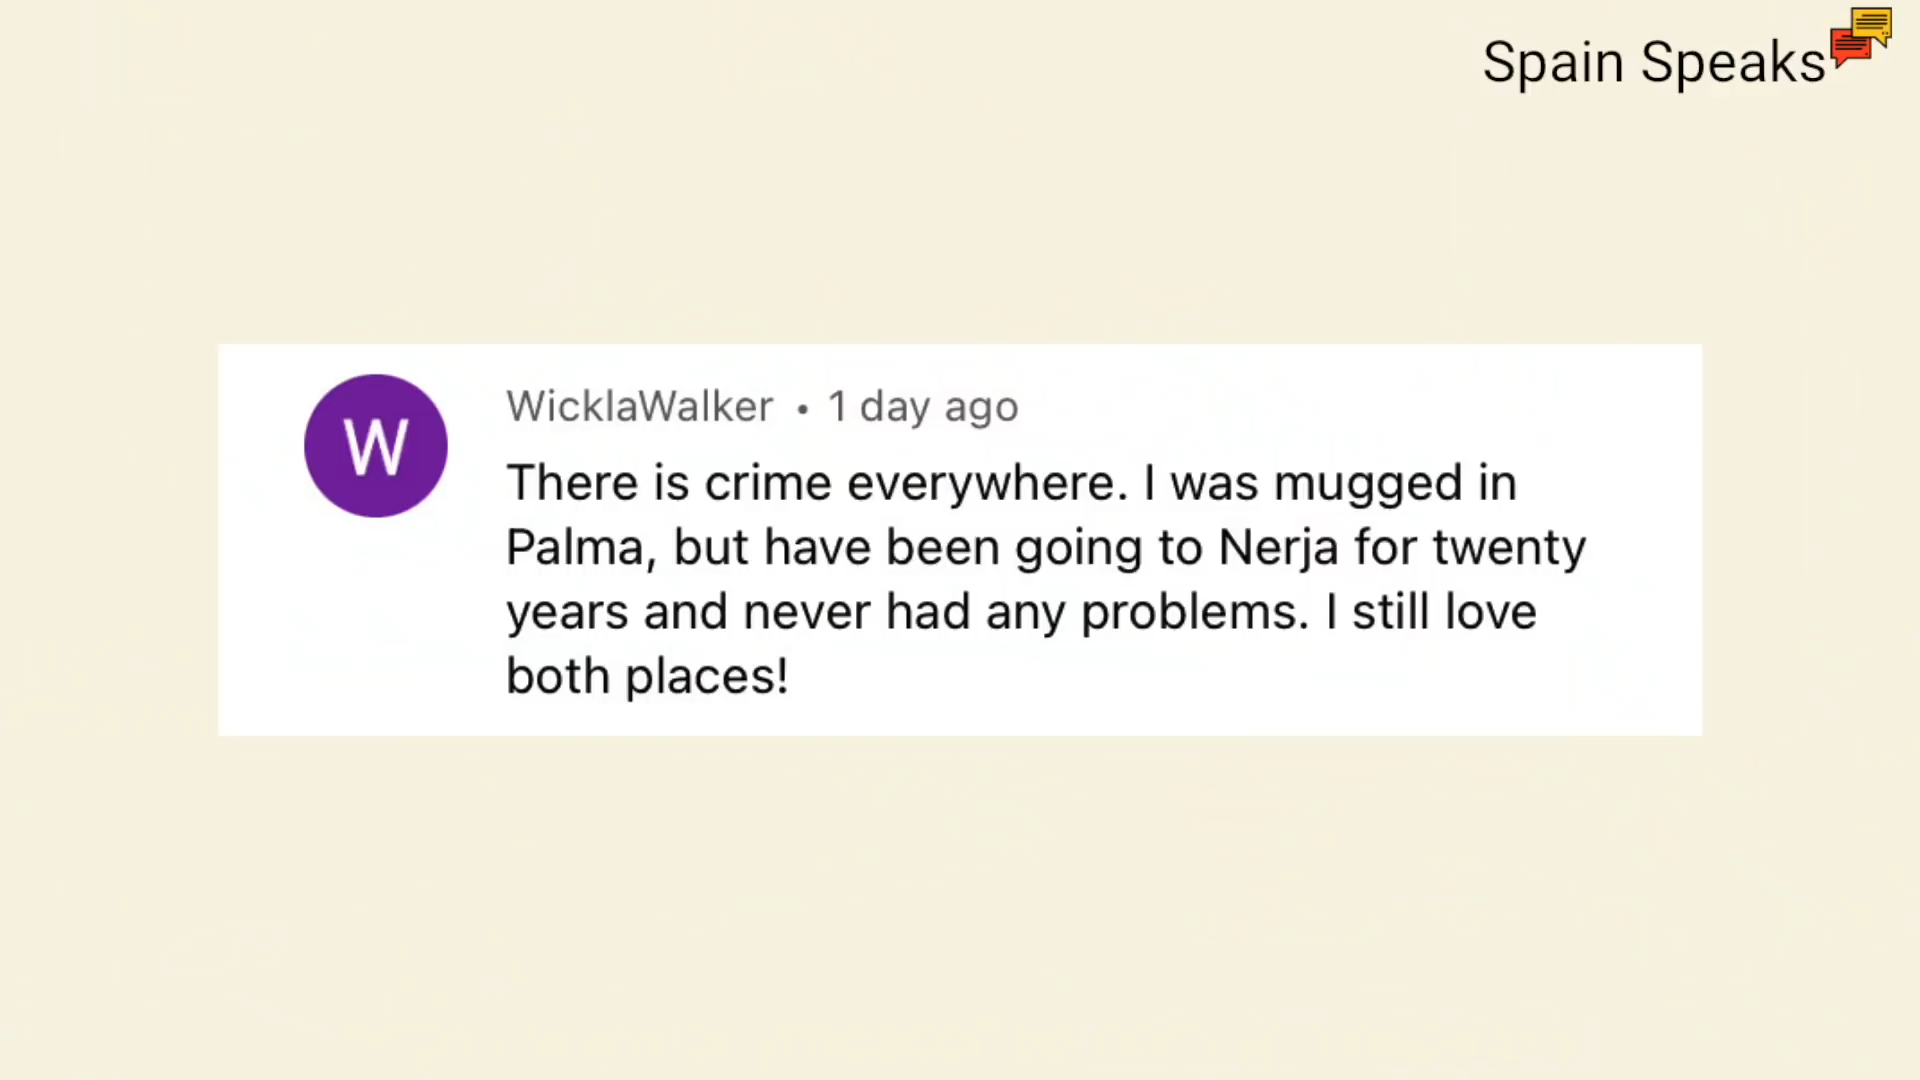 Spain Speaks
W
WicklaWalker • 1 day ago
There is crime everywhere. I was mugged in
Palma, but have been going to Nerja for twenty
years and never had any problems. I still love
both places!